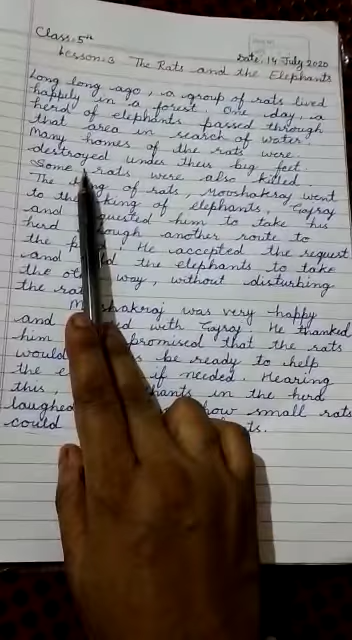 Class:5th
Date, 14 July 2020
Lesson:3 The Rats and the Elephants
Long long ago, a group of rats lived
happily in a forest. One day, a
herd of elephants passed through
that area in search of water.
Many homes of the rats were
destroyed under their big feet.
Some rats were also killed.
The of rats, Mooshakraj went
to the king of elephants, Gajraj
and him to take his
herd another route to
the He accepted the request
and the elephants to take
the way, without disturbing
the
was very happy
and with Gajraj. He thanked
him promised that the rats
would be ready to help
the if needed. Hearing
this, in the herd
laughed how small rats
could